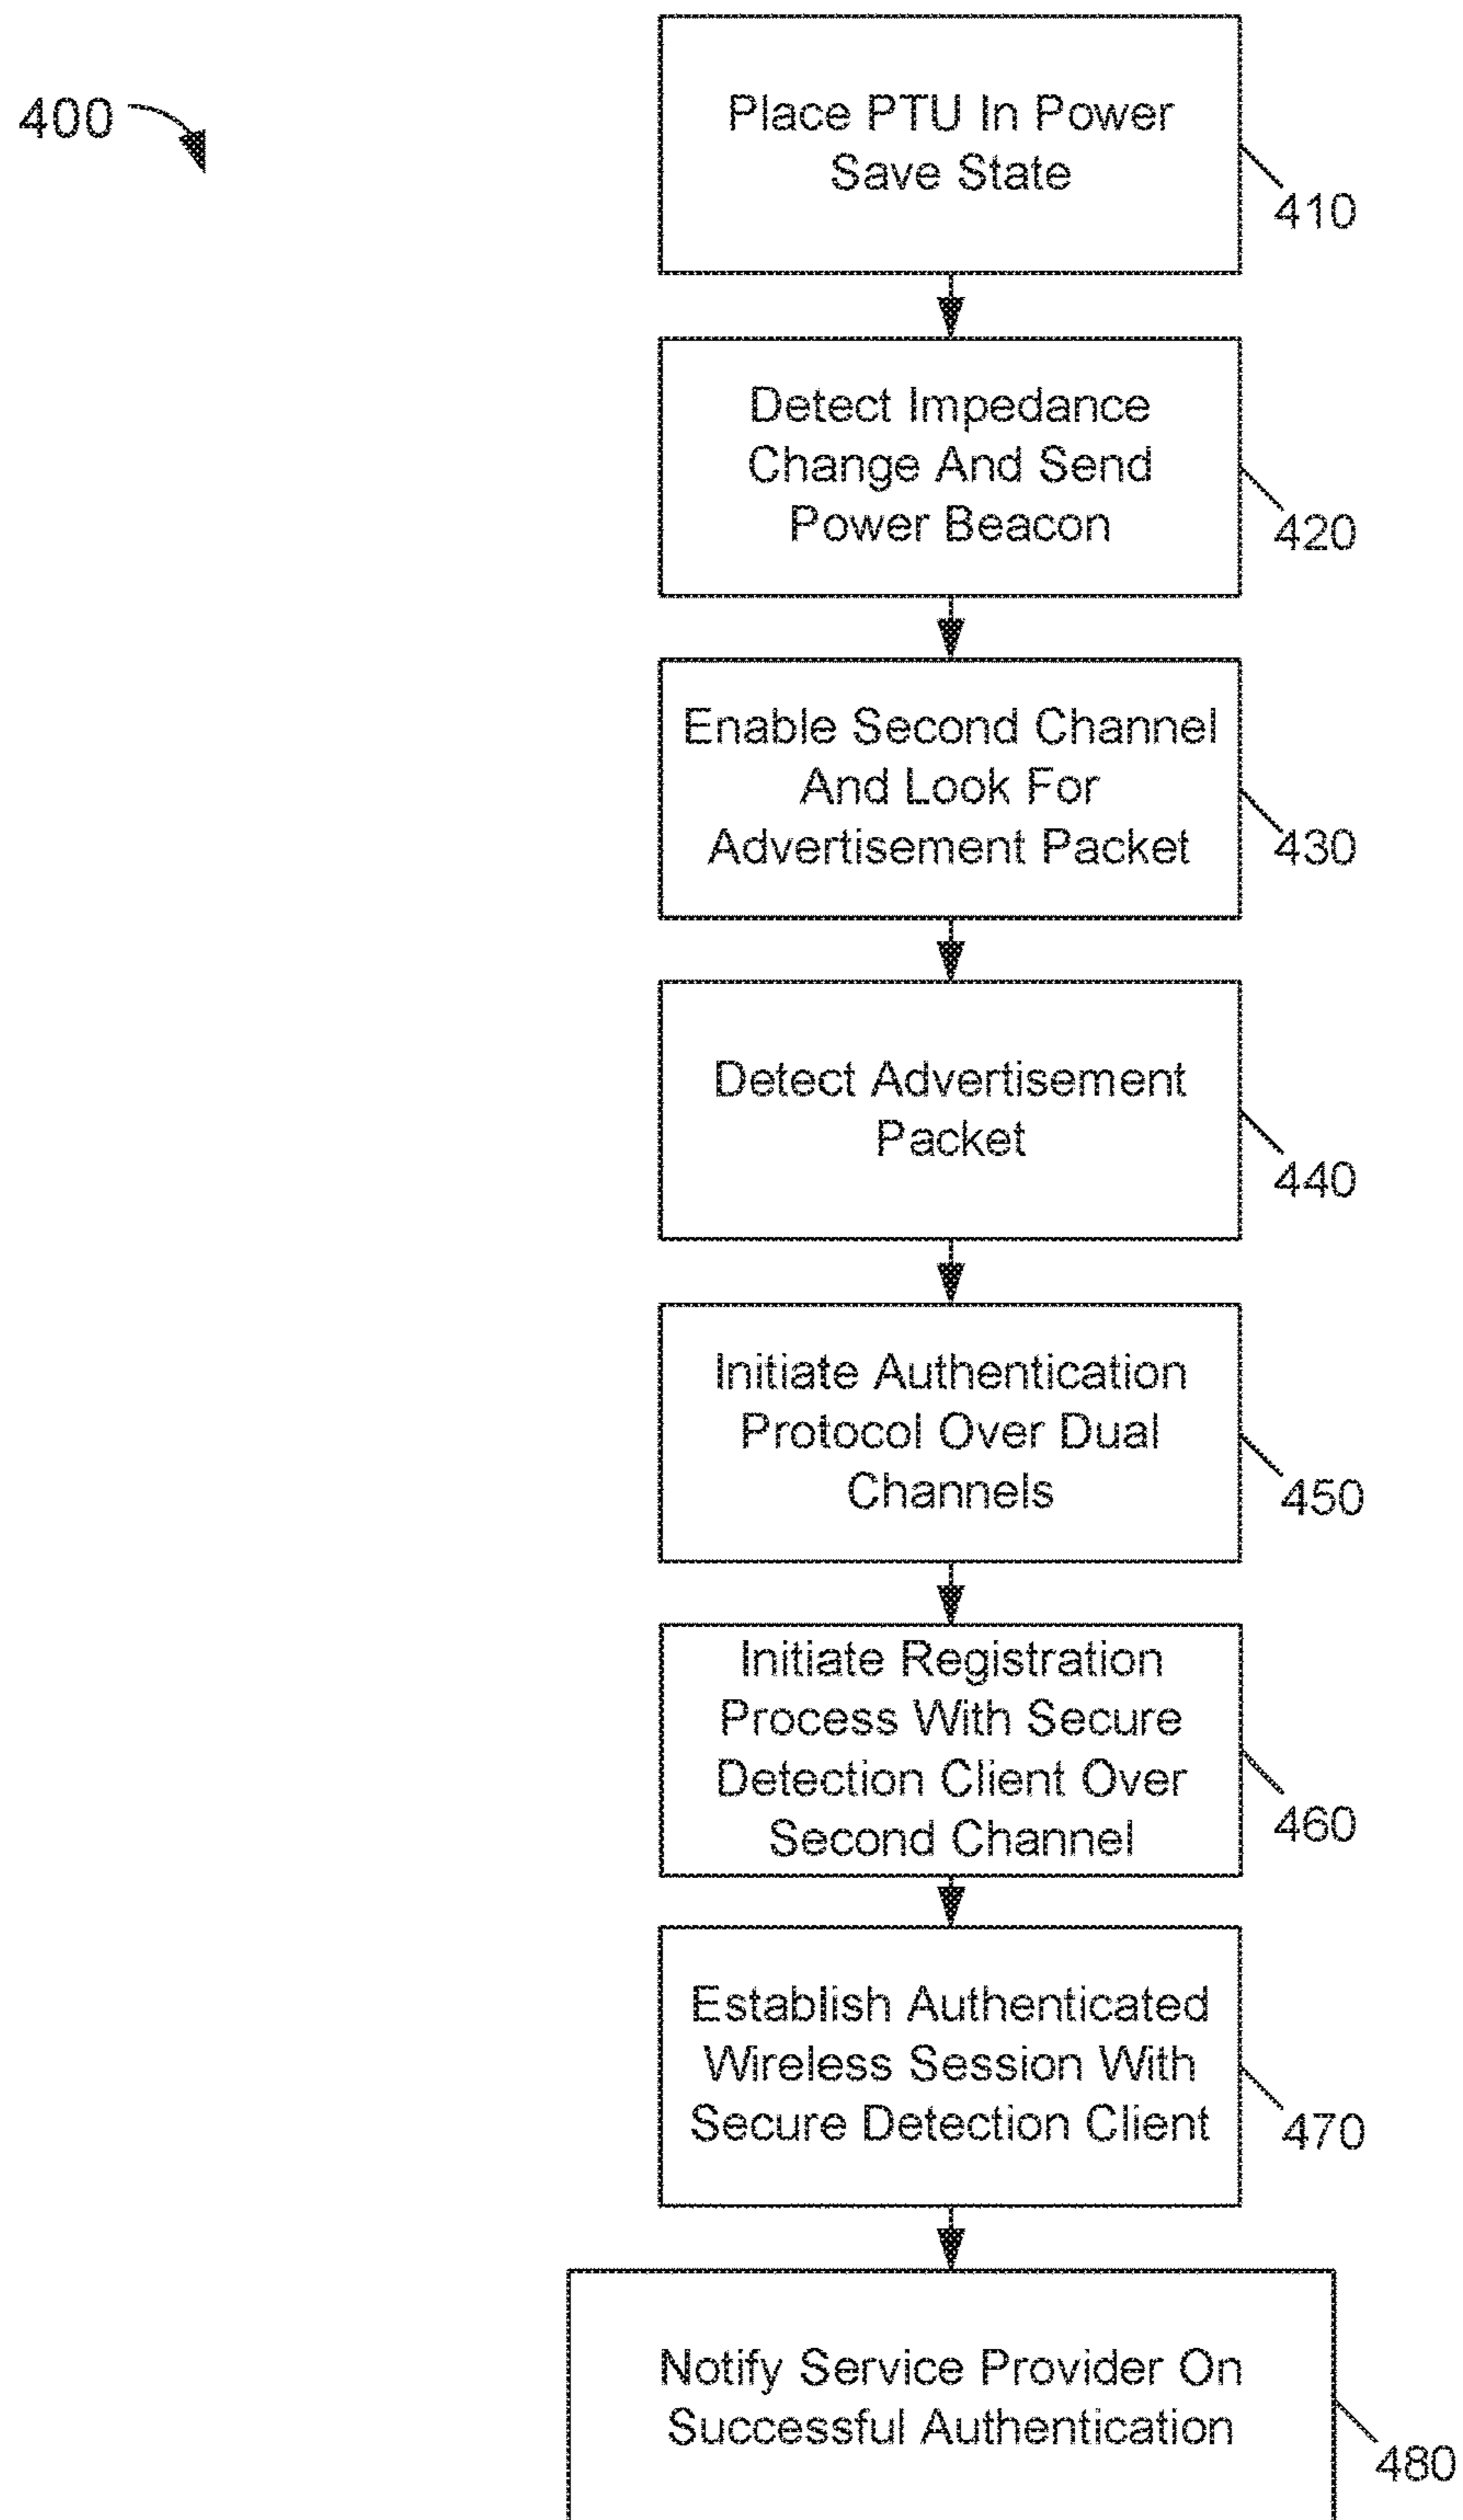 400
Place PTU In Power
Save State
410
Detect Impedance
Change And Send
Power Beacon
420
Enable Second Channel
And Look For
Advertisement Packet
430
Detect Advertisement
Packet
440
Initiate Authentication
Protocol Over Dual
Channels
450
Initiate Registration
Process With Secure
Detection Client Over
Second Channel
460
Establish Authenticated
Wireless Session With
Secure Detection Client
470
Notify Service Provider On
Successful Authentication
480